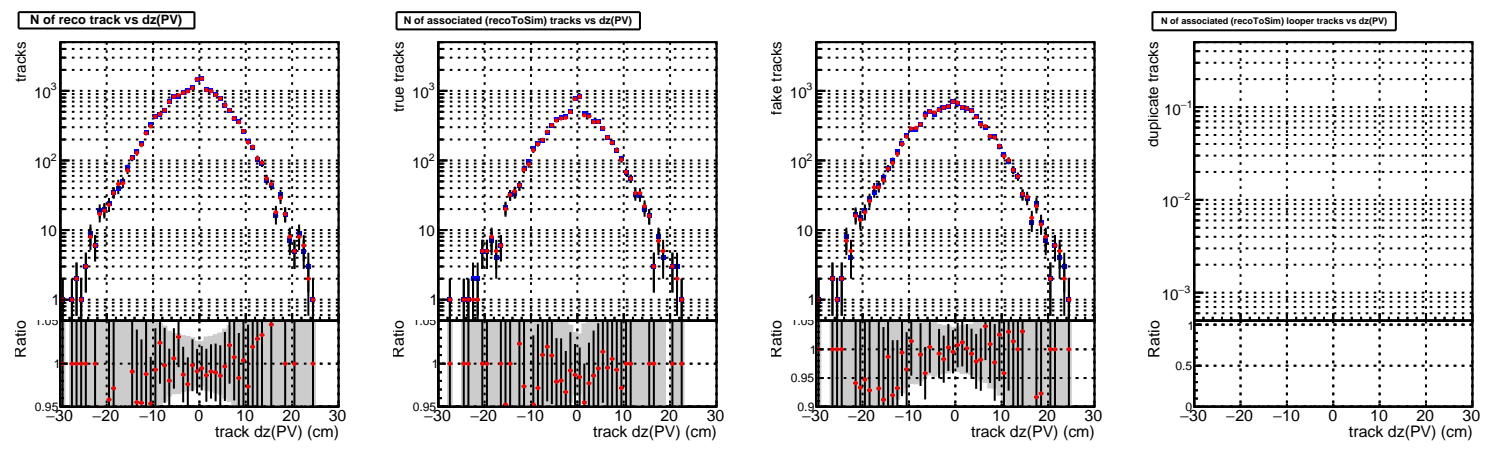 N of reco track vs dz(PV)
tracks
10³
10²
10
1
1.05
Ratio
1
0.95
−30 −20 −10 0 10 20 30
track dz(PV) (cm)
N of associated (recoToSim) tracks vs dz(PV)
true tracks
10³
10²
10
1
1.05
Ratio
1
0.95
−30 −20 −10 0 10 20 30
track dz(PV) (cm)
fake tracks
10³
10²
10
1
1.05
Ratio
1
0.95
0.9
−30 −20 −10 0 10 20 30
track dz(PV) (cm)
N of associated (recoToSim) looper tracks vs dz(PV)
duplicate tracks
10⁻¹
10⁻²
10⁻³
Ratio
1
0.5
0
−30 −20 −10 0 10 20 30
track dz(PV) (cm)